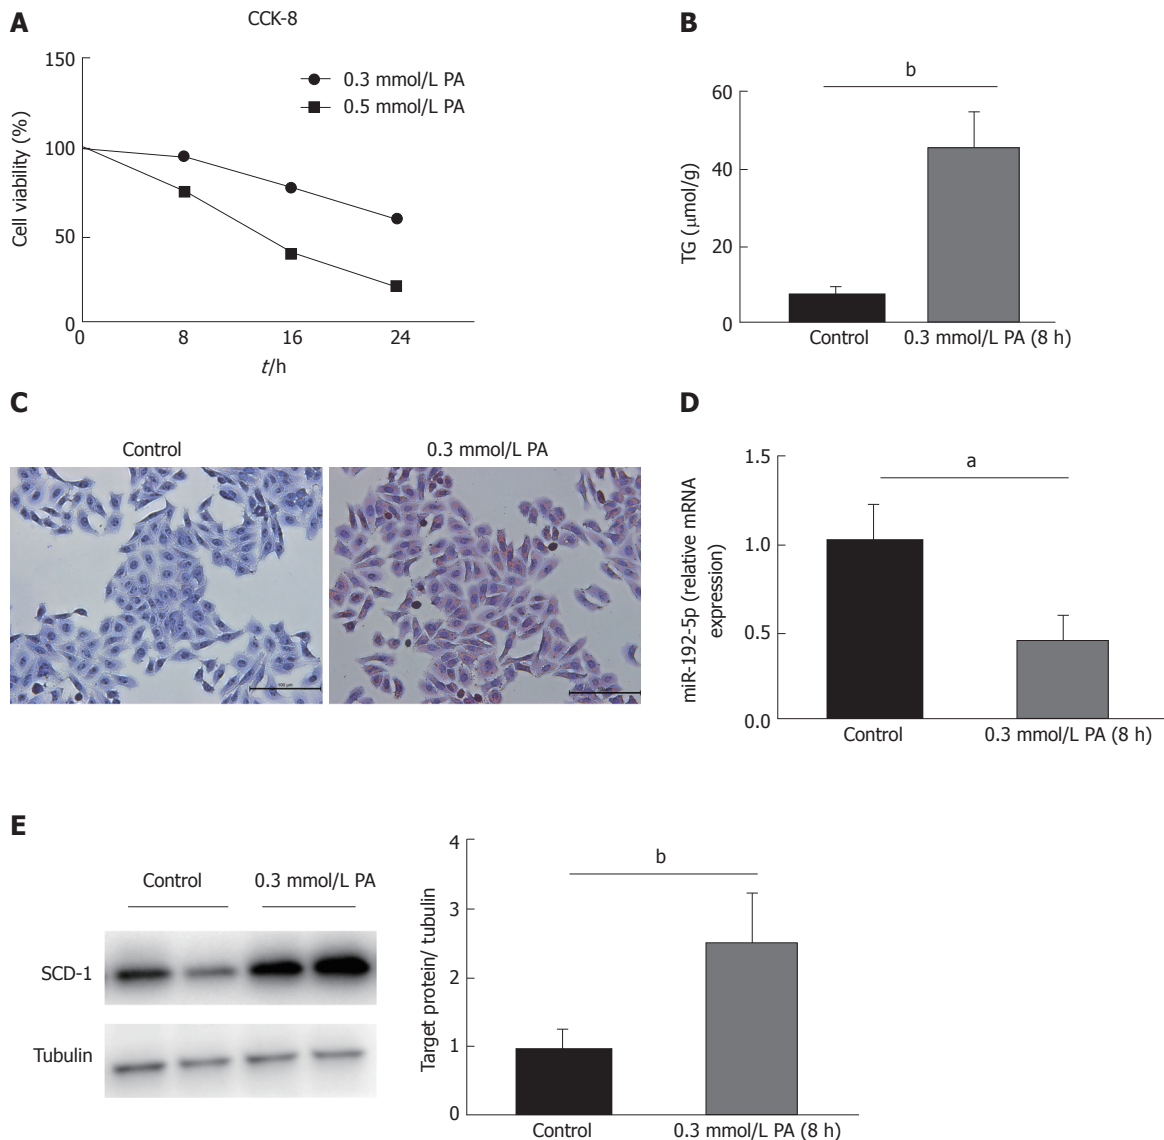 A
CCK-8
150
100
50
0
Cell viability (%)
0.3 mmol/L PA
0.5 mmol/L PA
0 8 16 24
t/h
B
b
60
40
20
0
TG (μmol/g)
Control 0.3 mmol/L PA (8 h)
C
Control 0.3 mmol/L PA
D
a
1.5
1.0
0.5
0.0
miR-192-5p (relative mRNA
expression)
Control 0.3 mmol/L PA (8 h)
E
Control 0.3 mmol/L PA
SCD-1
Tubulin
b
4
3
2
1
0
Target protein/ tubulin
Control 0.3 mmol/L PA (8 h)